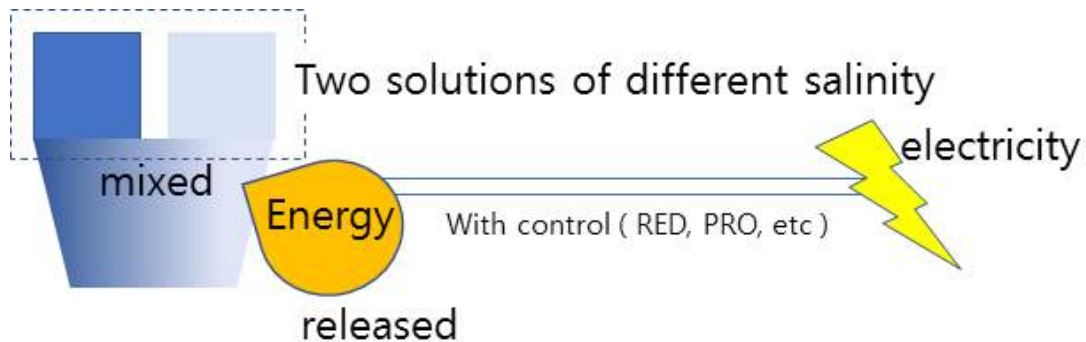 Two solutions of different salinity
electricity
mixed
Energy
With control ( RED, PRO, etc )
released